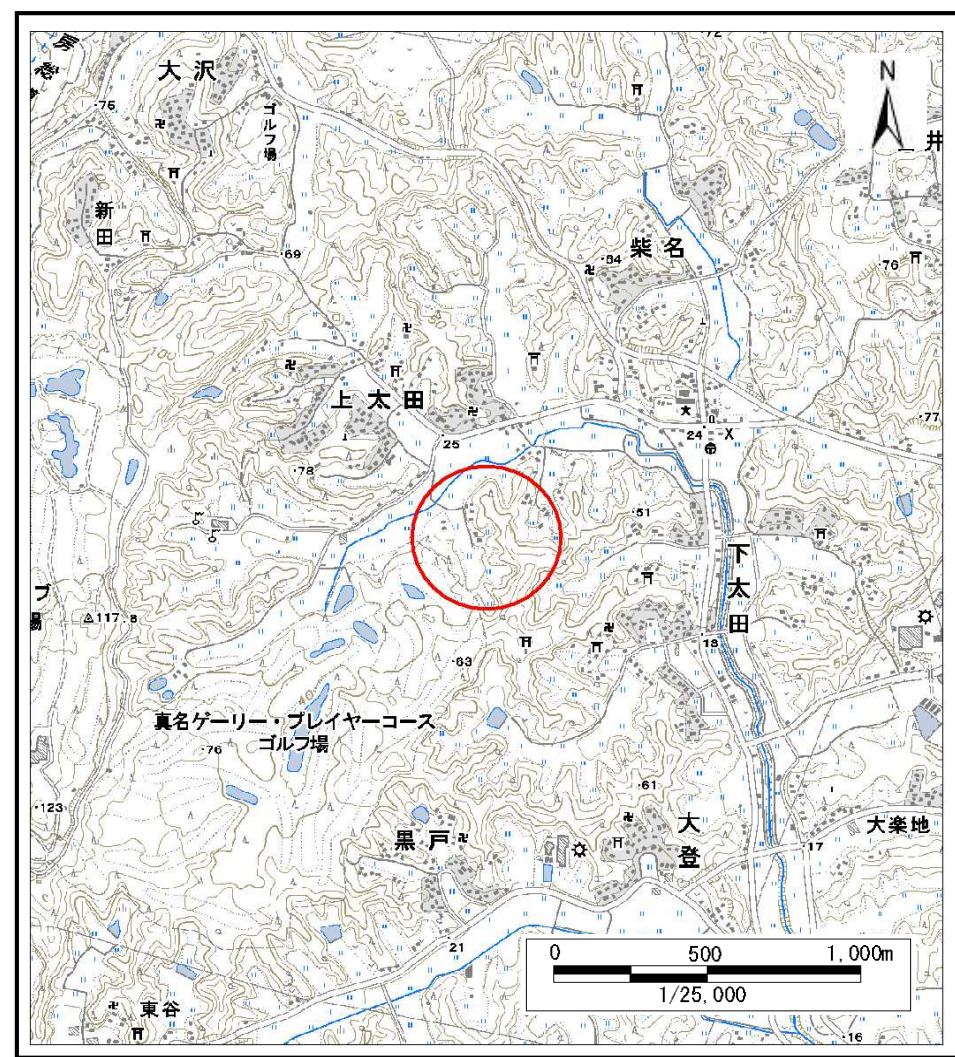 72
大沢
N
76
ゴルフ場
井
新田
柴名
64
76
69
上太田
77
25
24
X
78
51
下太田
117.8
18
63
真名ゲーリー・プレイヤーコース
ゴルフ場
76
61
123
黒戸
大登
大楽地
17
21
0 500 1,000m
1/25,000
東谷
16